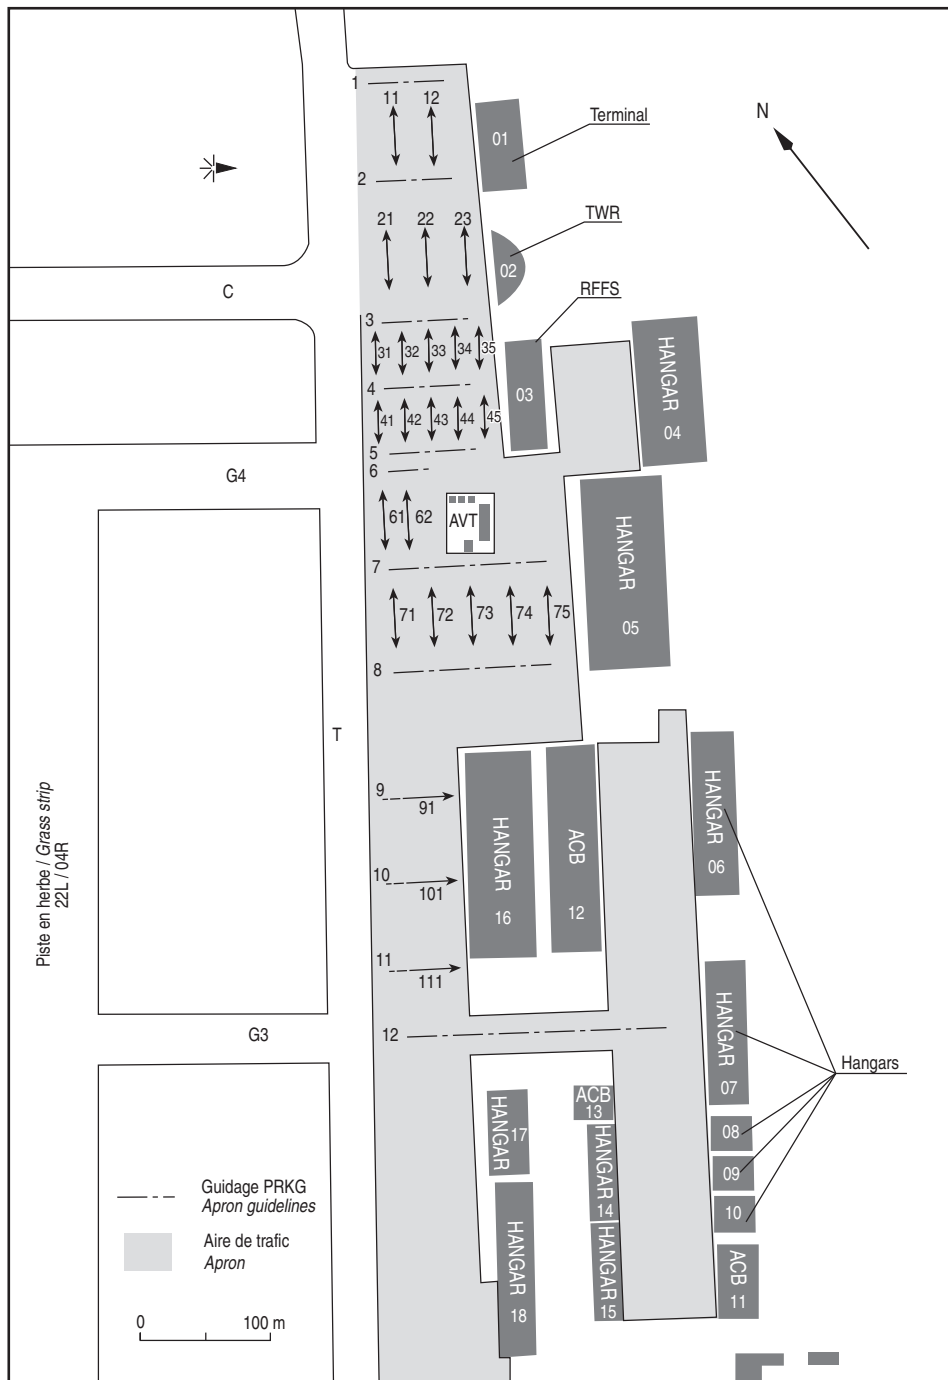 1
11 12
01
Terminal
N
2
21 22 23
TWR
02
C
RFFS
3
31 32 33 34 35
03
HANGAR
04
4
41 42 43 44 45
5
6
G4
61 62
AVT
HANGAR
05
7
71 72 73 74 75
8
T
9
91
HANGAR
16
ACB
12
HANGAR
06
10
101
11
111
Piste en herbe / Grass strip
22L / 04R
G3
12
HANGAR
07
Hangars
HANGAR
17
ACB
13
08
HANGAR
14
09
10
HANGAR
18
HANGAR
15
ACB
11
Guidage PRKG
Apron guidelines
Aire de trafic
Apron
0 100 m